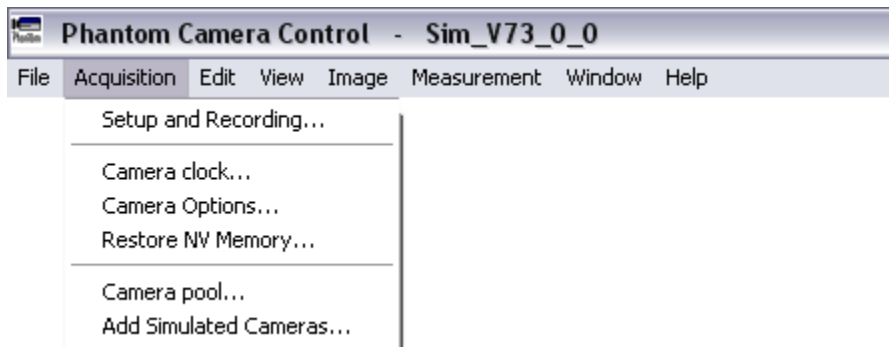 Phantom Camera Control - Sim_V73_0_0
File Acquisition Edit View Image Measurement Window Help
Setup and Recording...
Camera clock...
Camera Options...
Restore NV Memory...
Camera pool...
Add Simulated Cameras...